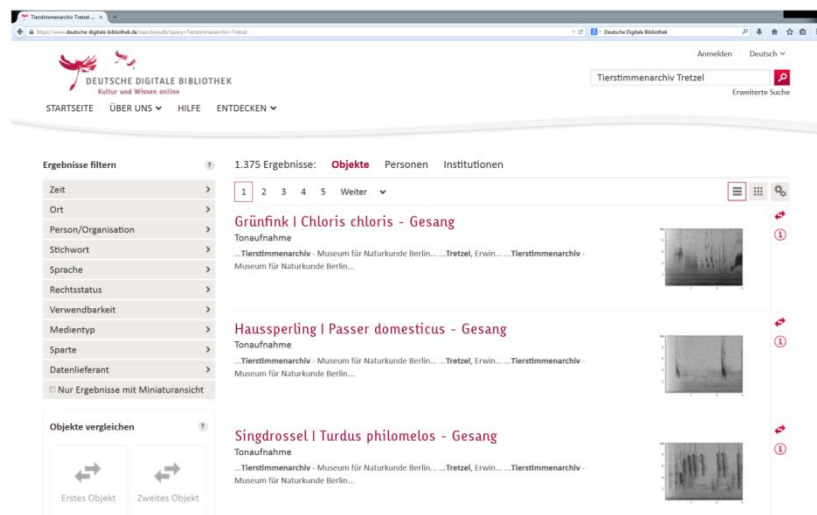 Tierstimmenarchiv Tretzel ...
https://www.deutsche-digitale-bibliothek.de/searchresults?query=Tierstimmenarchiv+Tretzel
Deutsche Digitale Bibliothek
Anmelden Deutsch
DEUTSCHE DIGITALE BIBLIOTHEK
Kultur und Wissen online
Tierstimmenarchiv Tretzel
Erweiterte Suche
STARTSEITE ÜBER UNS HILFE ENTDECKEN
Ergebnisse filtern ?
1.375 Ergebnisse: Objekte Personen Institutionen
Zeit
1 2 3 4 5 Weiter
Ort
Person/Organisation
Stichwort
Sprache
Rechtsstatus
Verwendbarkeit
Medientyp
Sparte
Datenlieferant
Nur Ergebnisse mit Miniaturansicht
Grünfink I Chloris chloris - Gesang
Tonaufnahme
...Tierstimmenarchiv - Museum für Naturkunde Berlin... ...Tretzel, Erwin... ...Tierstimmenarchiv -
Museum für Naturkunde Berlin...
Haussperling I Passer domesticus - Gesang
Tonaufnahme
...Tierstimmenarchiv - Museum für Naturkunde Berlin... ...Tretzel, Erwin... ...Tierstimmenarchiv -
Museum für Naturkunde Berlin...
Objekte vergleichen ?
Erstes Objekt Zweites Objekt
Singdrossel I Turdus philomelos - Gesang
Tonaufnahme
...Tierstimmenarchiv - Museum für Naturkunde Berlin... ...Tretzel, Erwin... ...Tierstimmenarchiv -
Museum für Naturkunde Berlin...